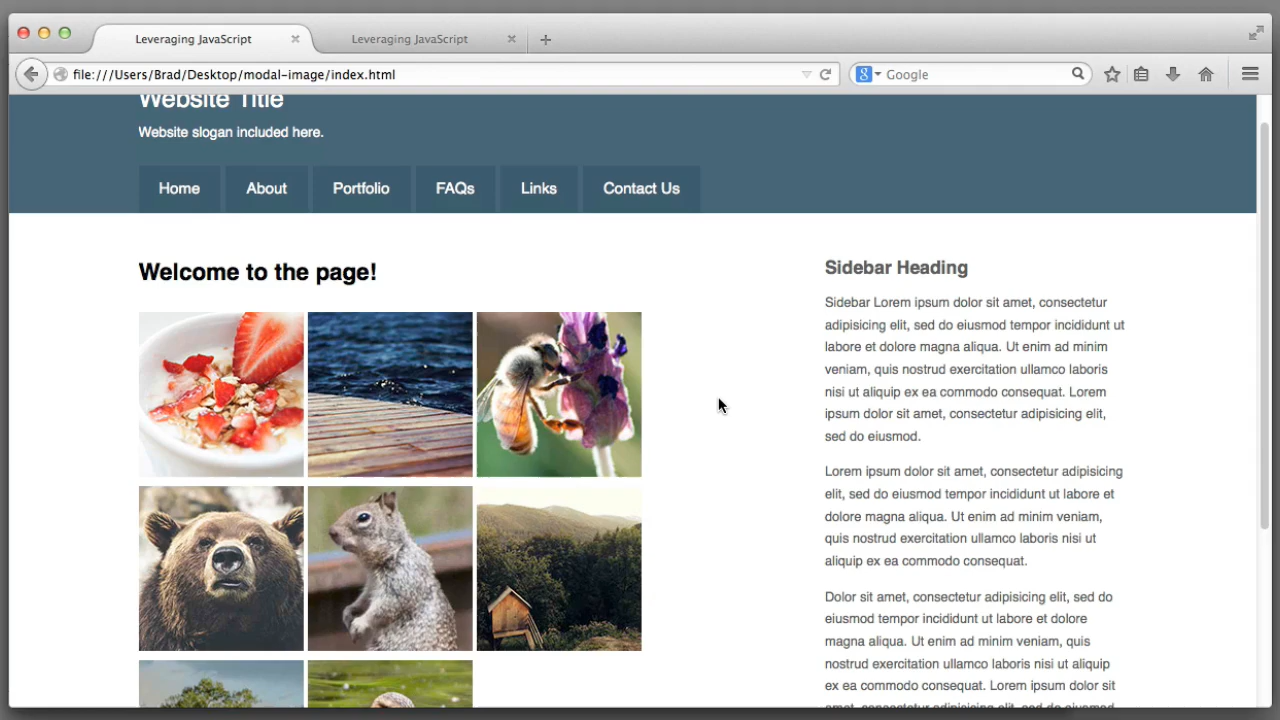 Leveraging JavaScript
Leveraging JavaScript
file:///Users/Brad/Desktop/modal-image/index.html
8
Google
Website Title
Website slogan included here.
Home
About
Portfolio
FAQs
Links
Contact Us
Welcome to the page!
Sidebar Heading
Sidebar Lorem ipsum dolor sit amet, consectetur
adipisicing elit, sed do eiusmod tempor incididunt ut
labore et dolore magna aliqua. Ut enim ad minim
veniam, quis nostrud exercitation ullamco laboris
nisi ut aliquip ex ea commodo consequat. Lorem
ipsum dolor sit amet, consectetur adipisicing elit,
sed do eiusmod.
Lorem ipsum dolor sit amet, consectetur adipisicing
elit, sed do eiusmod tempor incididunt ut labore et
dolore magna aliqua. Ut enim ad minim veniam,
quis nostrud exercitation ullamco laboris nisi ut
aliquip ex ea commodo consequat.
Dolor sit amet, consectetur adipisicing elit, sed do
eiusmod tempor incididunt ut labore et dolore
magna aliqua. Ut enim ad minim veniam, quis
nostrud exercitation ullamco laboris nisi ut aliquip
ex ea commodo consequat. Lorem ipsum dolor sit
amet, consectetur adipisicing elit, sed do eiusmod